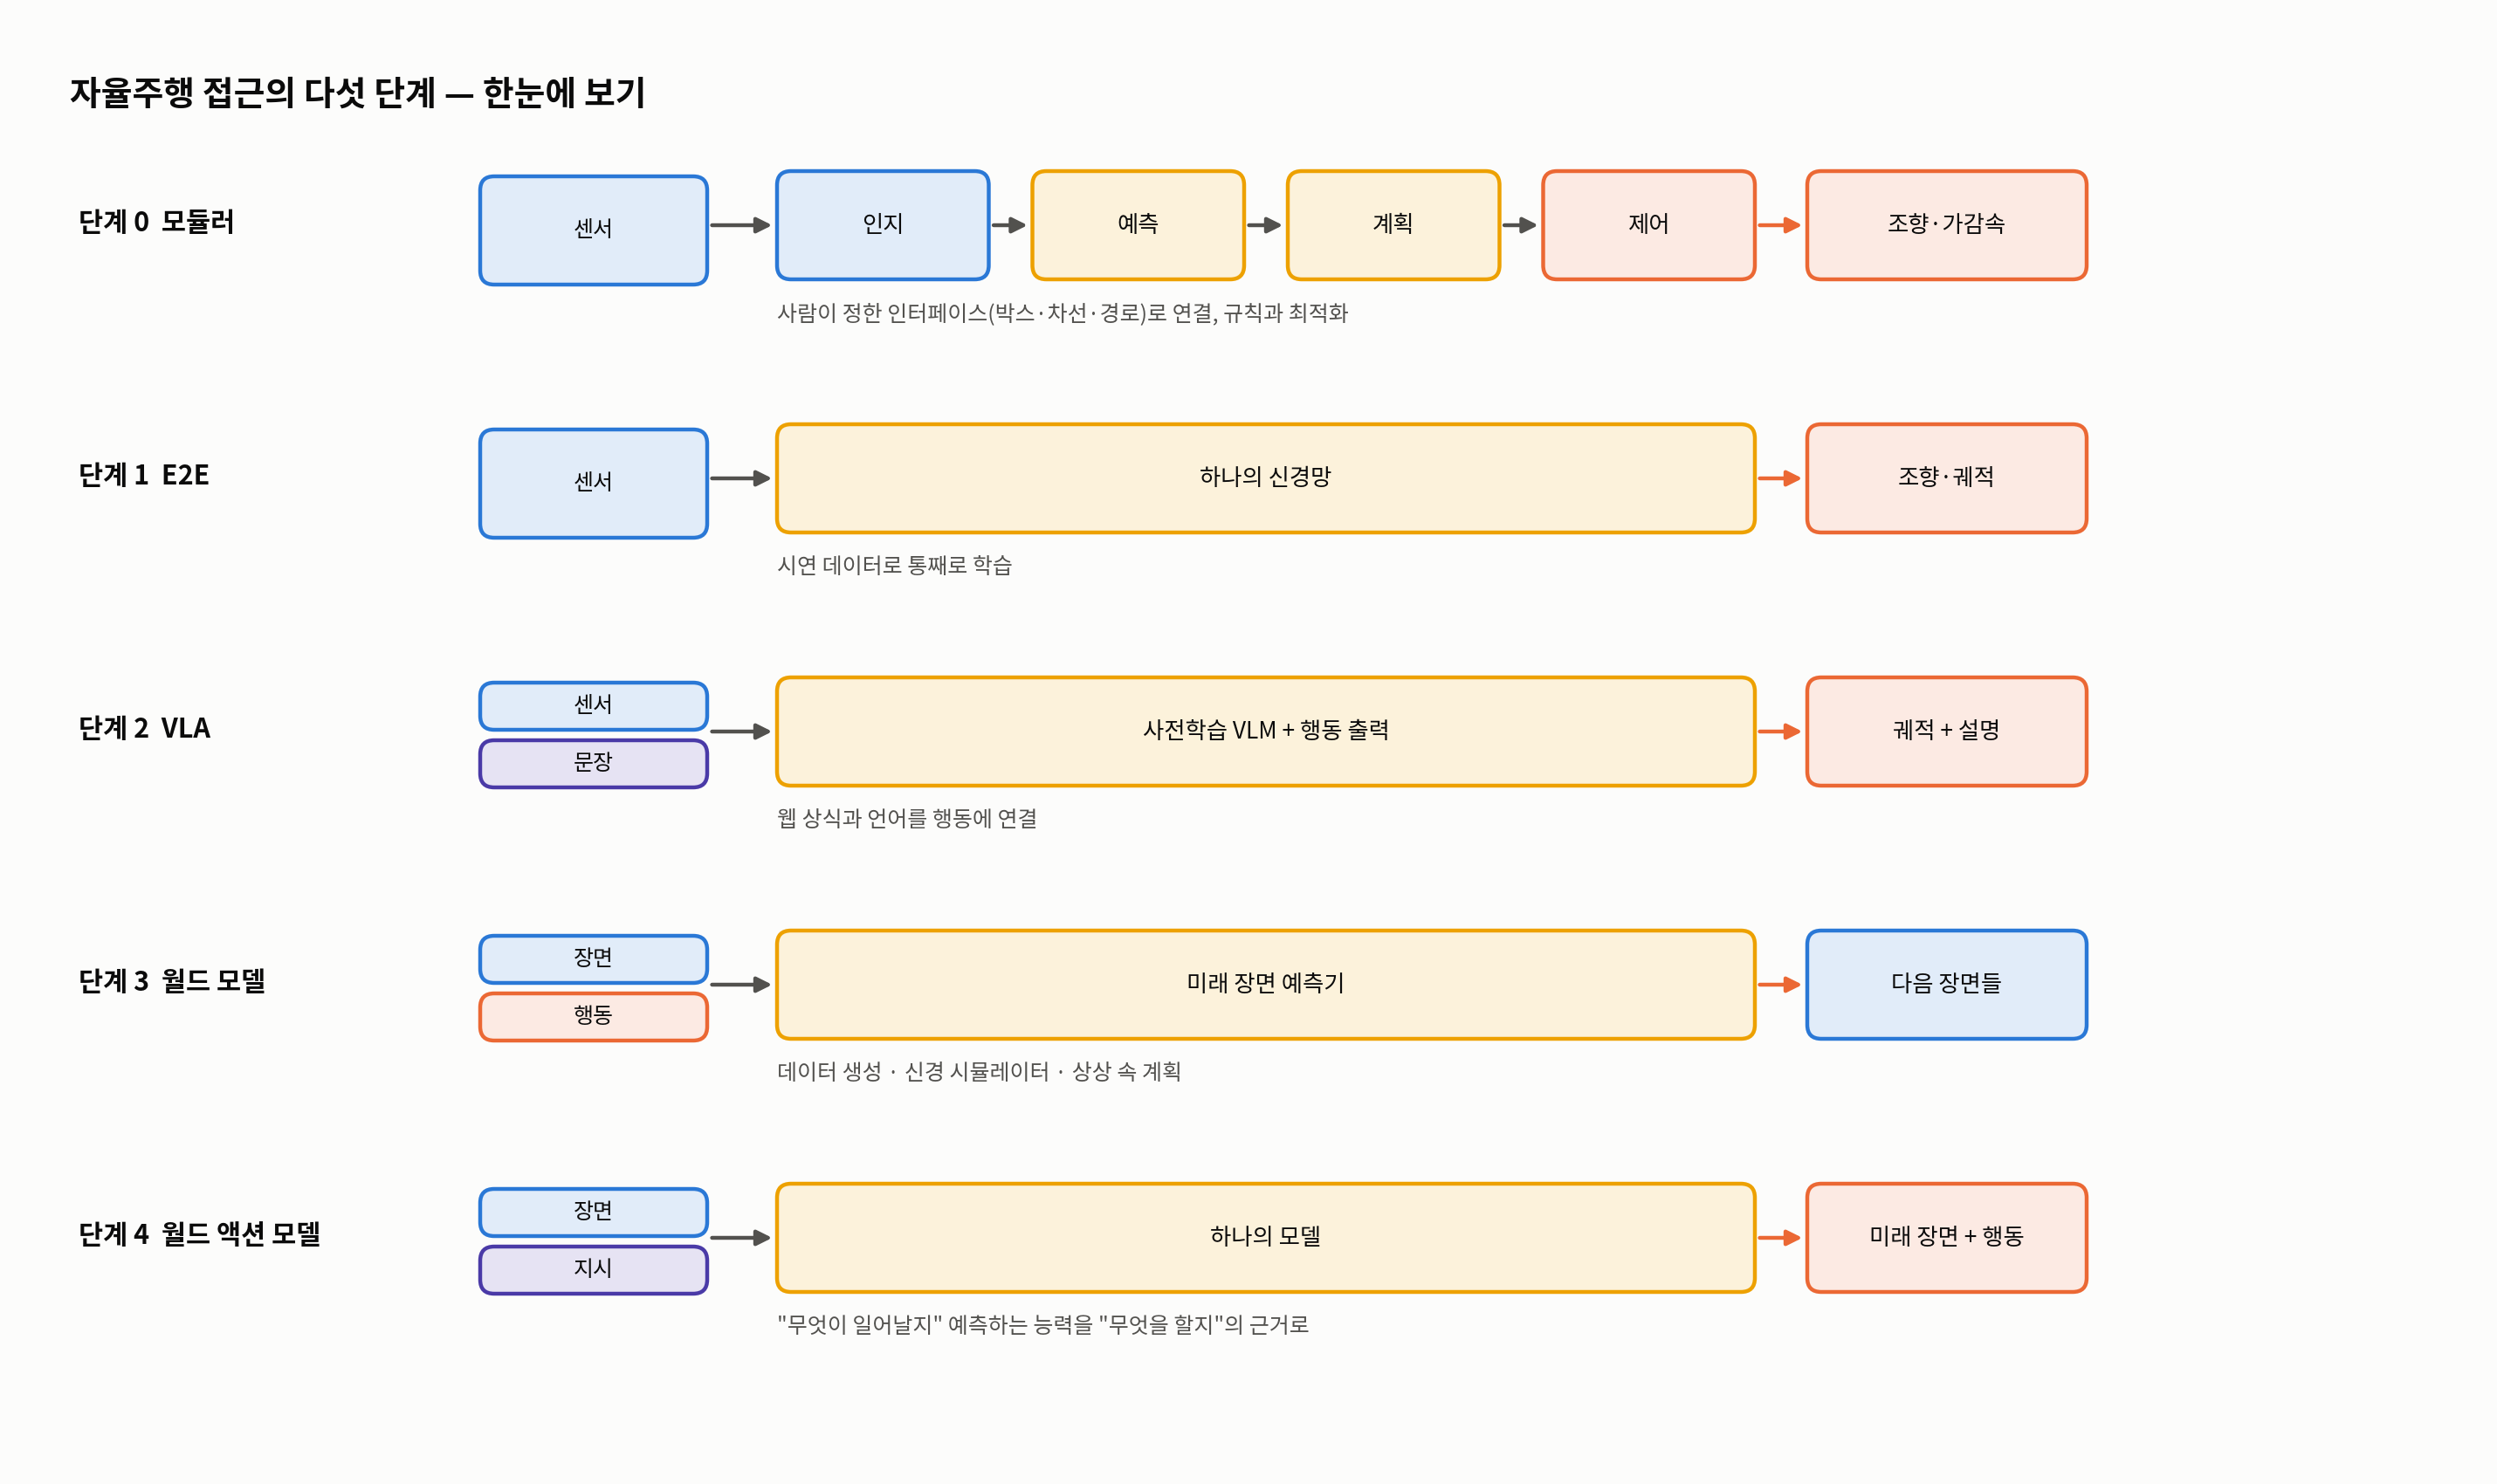 자율주행 접근의 다섯 단계 — 한눈에 보기
단계 0 모듈러
센서
인지
예측
계획
제어
조향·가감속
사람이 정한 인터페이스(박스·차선·경로)로 연결, 규칙과 최적화
단계 1 E2E
센서
하나의 신경망
조향·궤적
시연 데이터로 통째로 학습
단계 2 VLA
센서
문장
사전학습 VLM + 행동 출력
궤적 + 설명
웹 상식과 언어를 행동에 연결
단계 3 월드 모델
장면
행동
미래 장면 예측기
다음 장면들
데이터 생성 · 신경 시뮬레이터 · 상상 속 계획
단계 4 월드 액션 모델
장면
지시
하나의 모델
미래 장면 + 행동
"무엇이 일어날지" 예측하는 능력을 "무엇을 할지"의 근거로